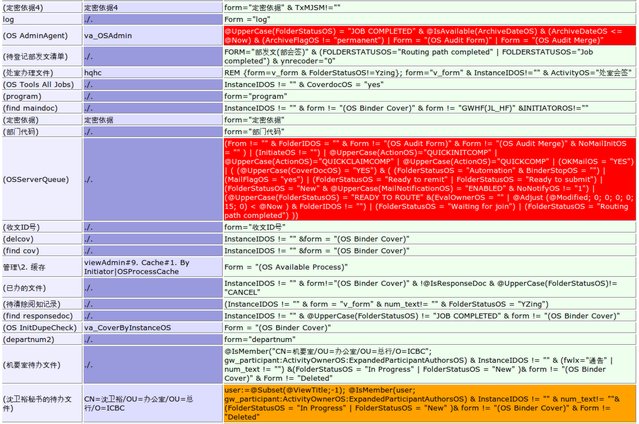 (定密依据4) 定密依据4 form="定密依据" & TxMJSM!=""
log ./. Form ="log"
(OS AdminAgent) va_OSAdmin @UpperCase(FolderStatusOS) = "JOB COMPLETED" & @IsAvailable(ArchiveDateOS) & (ArchiveDateOS <=
@Now) & (ArchiveFlagOS != "permanent") | Form = "(OS Audit Form)" | Form = "(OS Audit Merge)"
(待登记部发文清单) ./. FORM="部发文(部会签)" & (FOLDERSTATUSOS="Routing path completed" | FOLDERSTATUSOS="Job
completed") & ynrecoder="0"
(处室办理文件) hqhc REM {form=v_form & FolderStatusOS!=Yzing}; form="v_form" & InstanceIDOS!="" & ActivityOS="处室会签"
(OS Tools All Jobs) ./. InstanceIDOS != "" & CoverdocOS = "yes"
(program) ./. form="program"
(find maindoc) ./. InstanceIDOS != "" & form != "(OS Binder Cover)" & form != "GWHF(JL_HF)" &INITIATOROS!=""
(定密依据) 定密依据 form="定密依据"
(部门代码) ./. form="部门代码"
(OSServerQueue) ./. (From != "" & FolderIDOS = "" & Form != "(OS Audit Form)" & Form != "(OS Audit Merge)" & NoMailInitOS
= "" ) | (InitiateOS != "") | @UpperCase(ActionOS)="QUICKINITCOMP" |
@UpperCase(ActionOS)="QUICKCLAIMCOMP" | @UpperCase(ActionOS)="QUICKCOMP" | (OKMailOS = "YES")
| ( (@UpperCase(CoverDocOS) = "YES") & ( (FolderStatusOS = "Automation" & BinderStopOS = "") |
(MailFlagOS = "yes") | (FolderStatusOS = "Ready to remit" | FolderStatusOS = "Ready to submit") |
(FolderStatusOS = "New" & @UpperCase(MailNotificationOS) = "ENABLED" & NoNotifyOS != "1") |
(@UpperCase(FolderStatusOS) = "READY TO ROUTE" &(EvalOwnerOS = "" | @Adjust (@Modified; 0; 0; 0; 0;
15; 0) < @Now ) & FolderIDOS != "") | (FolderStatusOS = "Waiting for join") | (FolderStatusOS = "Routing
path completed") ))
(收文ID号) ./. form="收文ID号"
(delcov) ./. InstanceIDOS != "" &form = "(OS Binder Cover)"
(find cov) ./. InstanceIDOS != "" &form = "(OS Binder Cover)"
管理\2. 缓存 viewAdmin#9. Cache#1. By
Initiator|OSProcessCache Form = "(OS Available Process)"
(已办的文件) ./. InstanceIDOS != "" & form!="(OS Binder Cover)" & !@IsResponseDoc & @UpperCase(FolderStatusOS)!=
"CANCEL"
(待清除阅知记录) ./. (InstanceIDOS != "" & form = "v_form" & num_text!= "" & FolderStatusOS = "YZing")
(find responsedoc) ./. InstanceIDOS != "" & @UpperCase(FolderStatusOS) != "JOB COMPLETED" & form != "(OS Binder Cover)"
(OS InitDupeCheck) va_CoverByInstanceOS Form = "(OS Binder Cover)"
(departnum2) ./. form="departnum"
(机要室待办文件) ./. @IsMember("CN=机要室/OU=办公室/OU=总行/O=ICBC";
gw_participant:ActivityOwnerOS:ExpandedParticipantAuthorsOS) & InstanceIDOS != "" & (fwlx="通告" |
num_text != "") &(FolderStatusOS = "In Progress" | FolderStatusOS = "New" )& form != "(OS Binder
Cover)" & Form != "Deleted"
(沈卫裕秘书的待办文
件) CN=沈卫裕/OU=办公室/OU=总
行/O=ICBC user:=@Subset(@ViewTitle;-1); @IsMember(user;
gw_participant:ActivityOwnerOS:ExpandedParticipantAuthorsOS) & InstanceIDOS != "" & num_text!= ""&
(FolderStatusOS = "In Progress" | FolderStatusOS = "New" )& form != "(OS Binder Cover)" & Form !=
"Deleted"